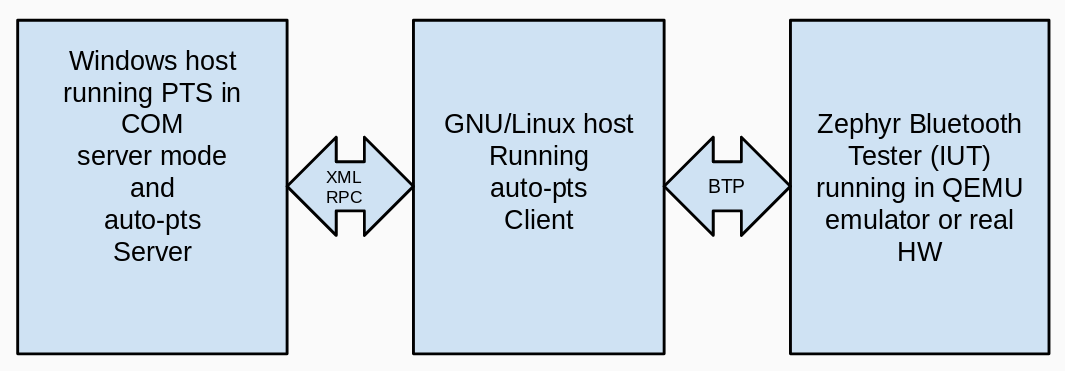 Windows host
running PTS in
COM
server mode
and
auto-pts
Server
XML
RPC
GNU/Linux host
Running
auto-pts
Client
BTP
Zephyr Bluetooth
Tester (IUT)
running in QEMU
emulator or real
HW